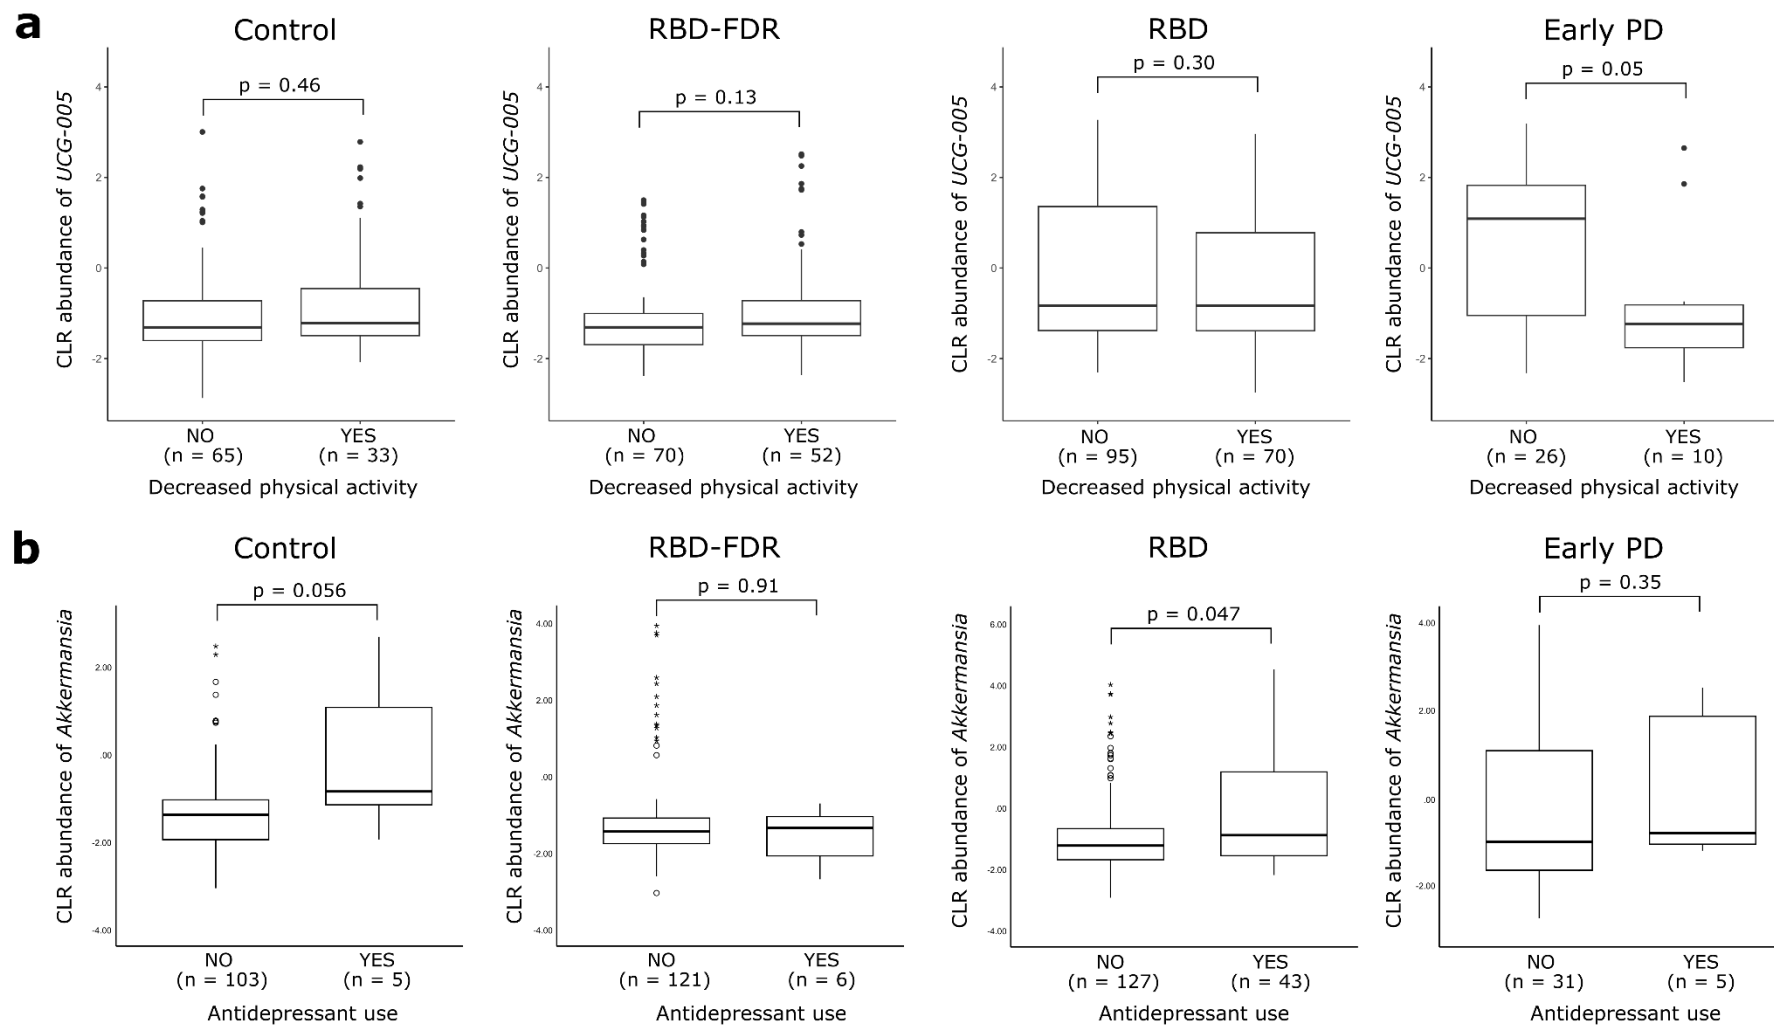 a
Control
RBD-FDR
RBD
Early PD
p = 0.46
p = 0.13
p = 0.30
p = 0.05
CLR abundance of UCG-005
4
2
0
-2
CLR abundance of UCG-005
4
2
0
-2
CLR abundance of UCG-005
4
2
0
-2
CLR abundance of UCG-005
4
2
0
-2
NO
YES
(n = 65)
(n = 33)
Decreased physical activity
NO
YES
(n = 70)
(n = 52)
Decreased physical activity
NO
YES
(n = 95)
(n = 70)
Decreased physical activity
NO
YES
(n = 26)
(n = 10)
Decreased physical activity
b
Control
RBD-FDR
RBD
Early PD
p = 0.056
p = 0.91
p = 0.047
p = 0.35
CLR abundance of Akkermansia
2.00
.00
-2.00
-4.00
CLR abundance of Akkermansia
4.00
2.00
.00
-2.00
-4.00
CLR abundance of Akkermansia
6.00
4.00
2.00
.00
-2.00
-4.00
CLR abundance of Akkermansia
4.00
2.00
.00
-2.00
NO
YES
(n = 103)
(n = 5)
Antidepressant use
NO
YES
(n = 121)
(n = 6)
Antidepressant use
NO
YES
(n = 127)
(n = 43)
Antidepressant use
NO
YES
(n = 31)
(n = 5)
Antidepressant use